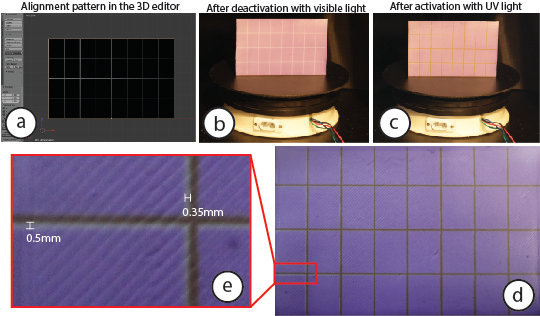 Alignment pattern in the 3D editor
After deactivation with visible light
After activation with UV light
a
b
c
0.35mm
0.5mm
e
d